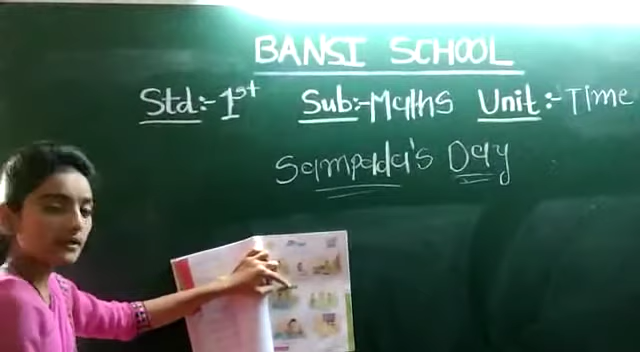 BANSI SCHOOL
Std:- 1st Sub:- Maths Unit:- Time
Sampada's Day